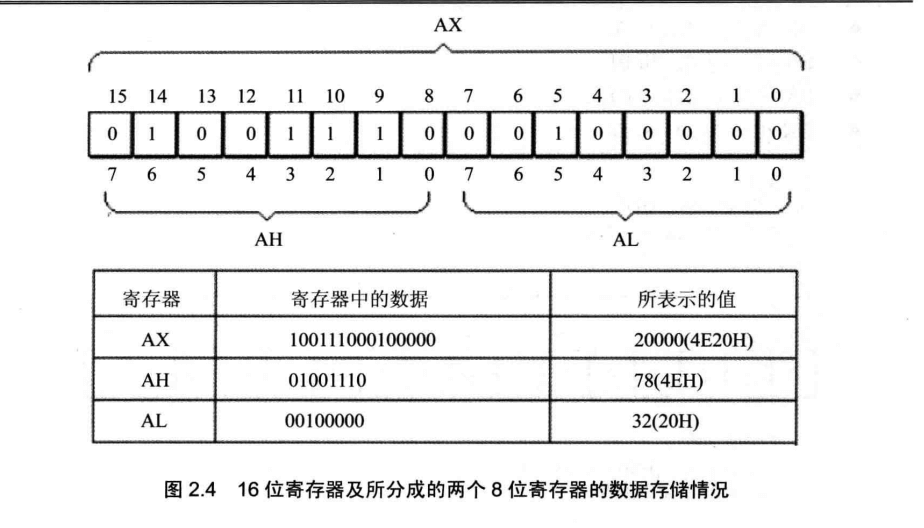 AX
15 14 13 12 11 10 9 8 7 6 5 4 3 2 1 0
0 1 0 0 1 1 1 0 0 0 1 0 0 0 0 0
7 6 5 4 3 2 1 0 7 6 5 4 3 2 1 0
AH AL
寄存器 寄存器中的数据 所表示的值
AX 100111000100000 20000(4E20H)
AH 01001110 78(4EH)
AL 00100000 32(20H)
图 2.4 16 位寄存器及所分成的两个 8 位寄存器的数据存储情况